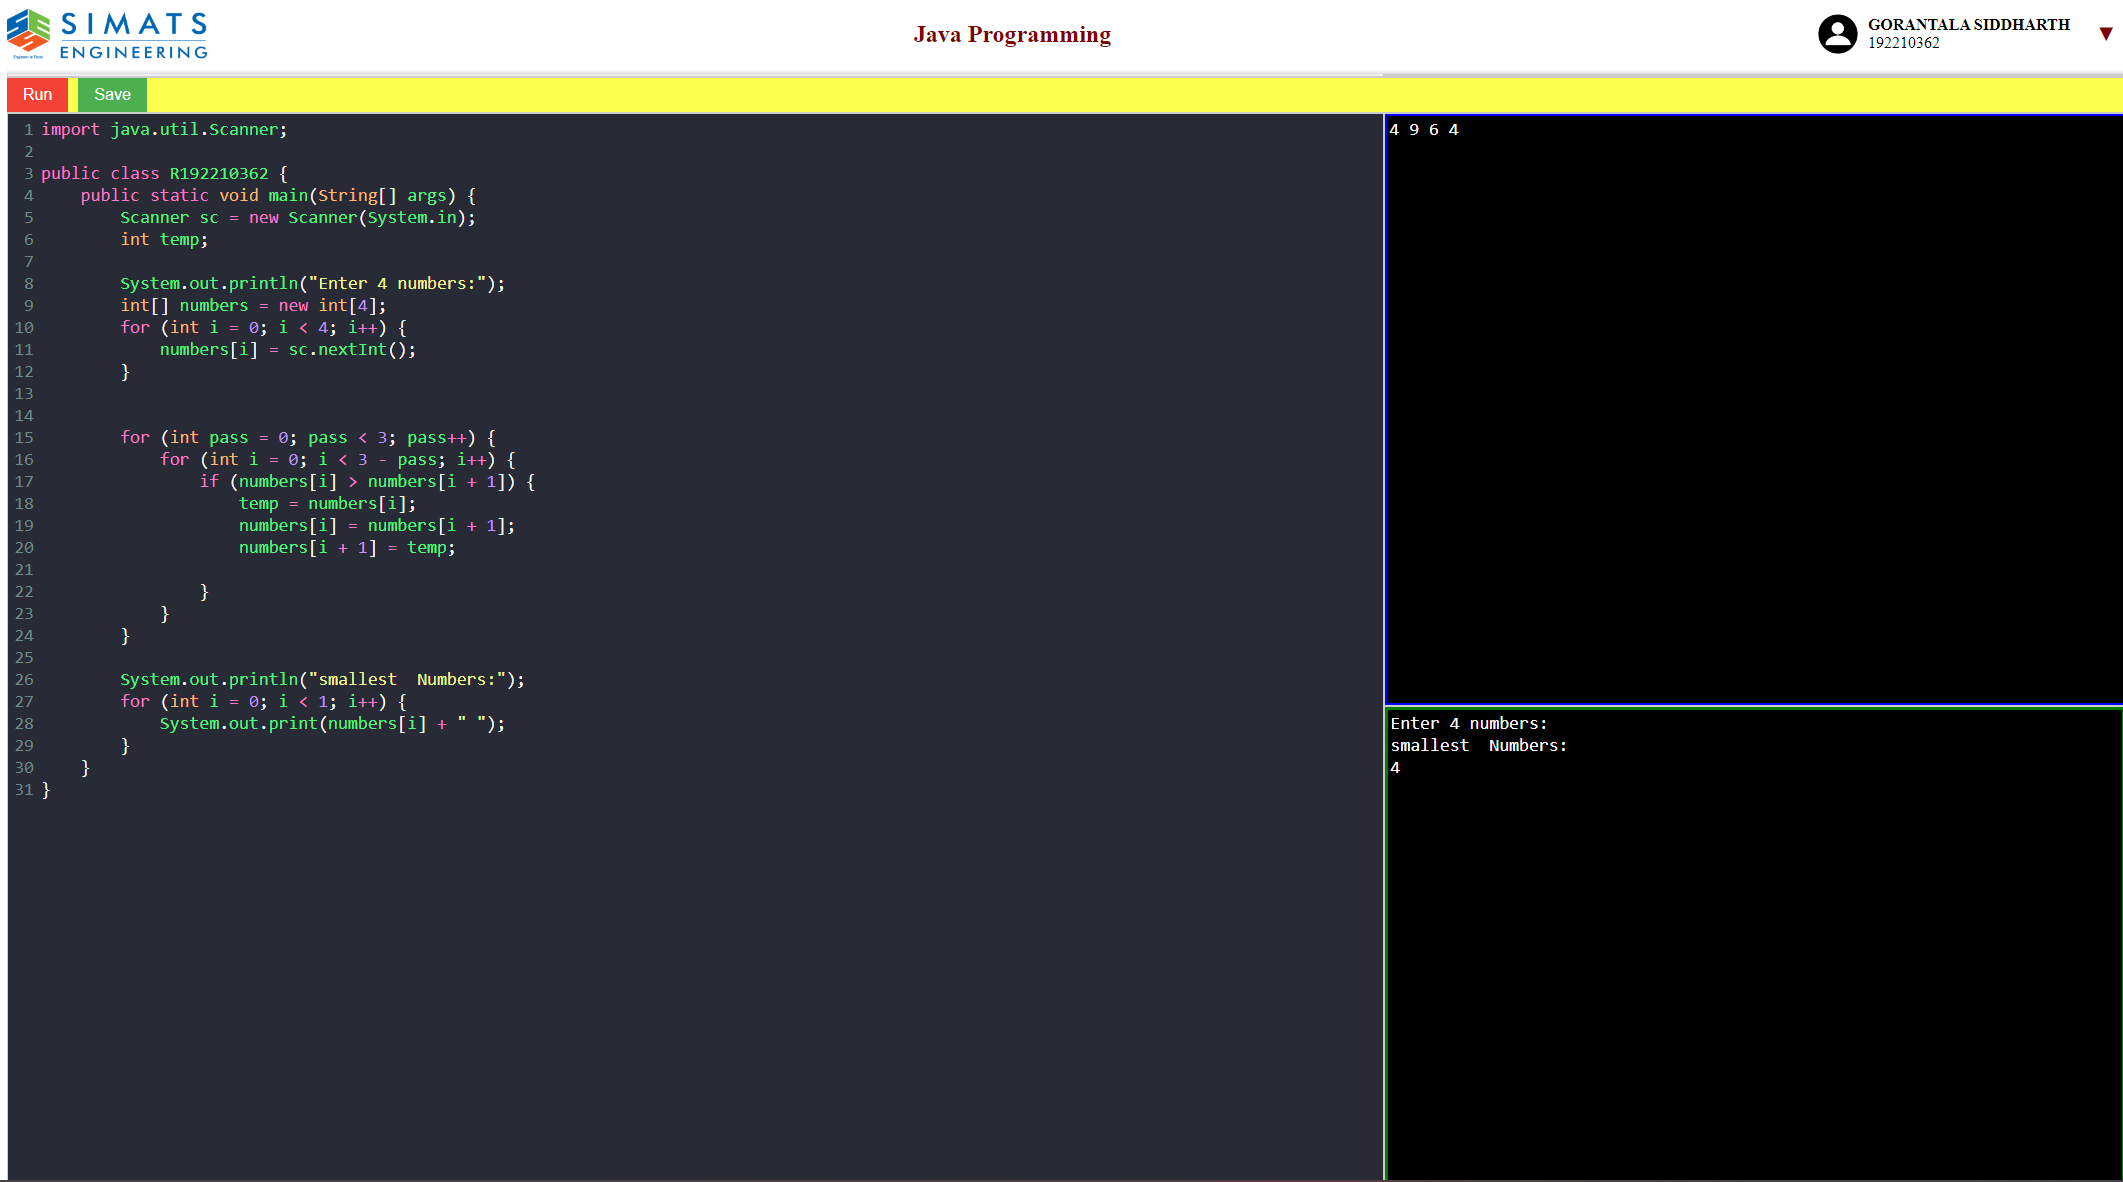 SIMATS
ENGINEERING
Engineer to Excel
Java Programming
GORANTALA SIDDHARTH
192210362
Run Save
1 import java.util.Scanner;
2
3 public class R192210362 {
4     public static void main(String[] args) {
5         Scanner sc = new Scanner(System.in);
6         int temp;
7
8         System.out.println("Enter 4 numbers:");
9         int[] numbers = new int[4];
10         for (int i = 0; i < 4; i++) {
11             numbers[i] = sc.nextInt();
12         }
13
14
15         for (int pass = 0; pass < 3; pass++) {
16             for (int i = 0; i < 3 - pass; i++) {
17                 if (numbers[i] > numbers[i + 1]) {
18                     temp = numbers[i];
19                     numbers[i] = numbers[i + 1];
20                     numbers[i + 1] = temp;
21
22                 }
23             }
24         }
25
26         System.out.println("smallest  Numbers:");
27         for (int i = 0; i < 1; i++) {
28             System.out.print(numbers[i] + " ");
29         }
30     }
31 }
4 9 6 4
Enter 4 numbers:
smallest  Numbers:
4